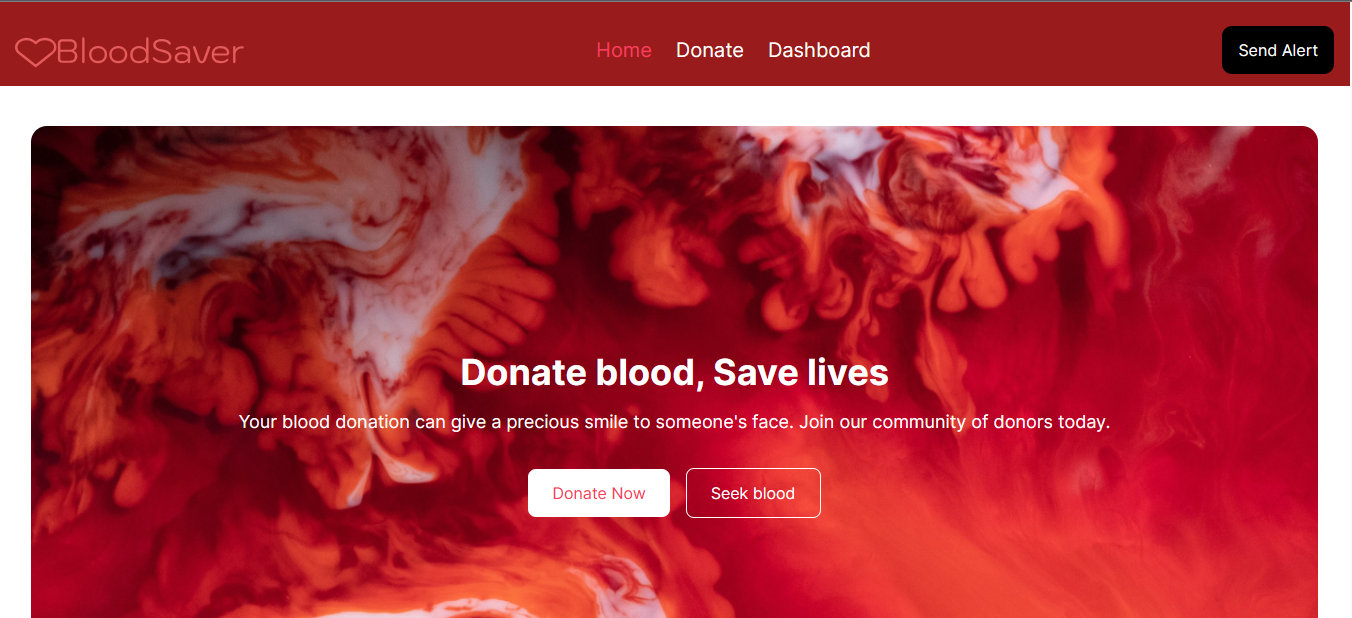 BloodSaver
Home Donate Dashboard
Send Alert
Donate blood, Save lives
Your blood donation can give a precious smile to someone's face. Join our community of donors today.
Donate Now
Seek blood